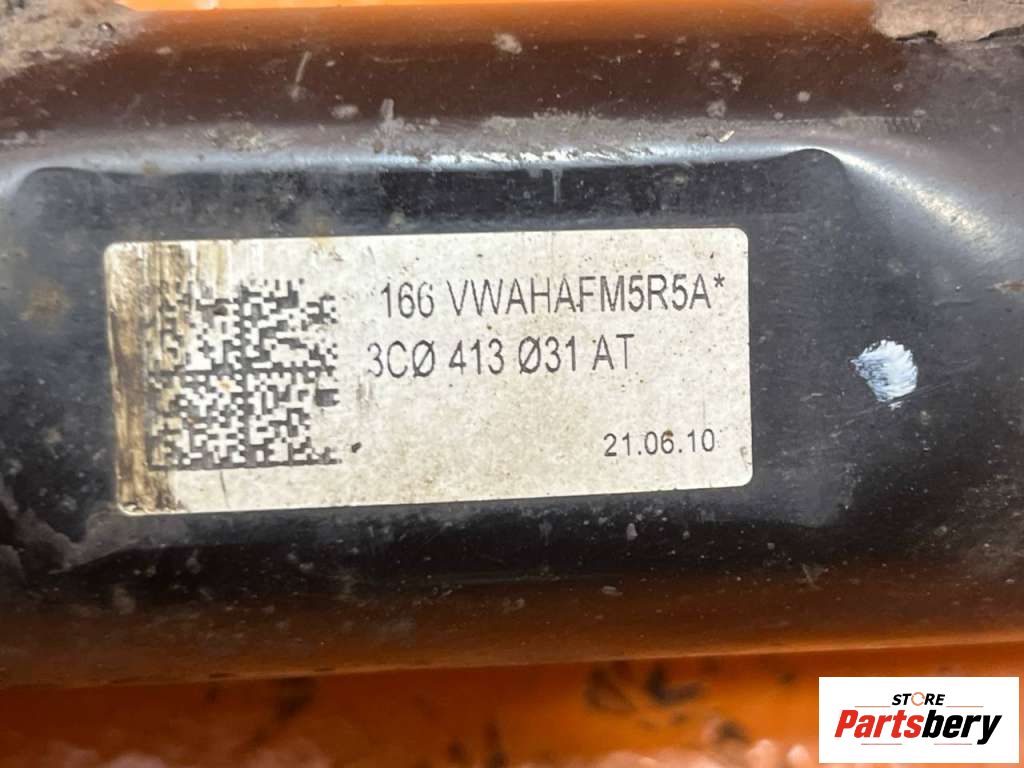 166 VWAHAFM5R5A*
3CØ 413 Ø31 AT
21.06.10
STORE
Partsbery